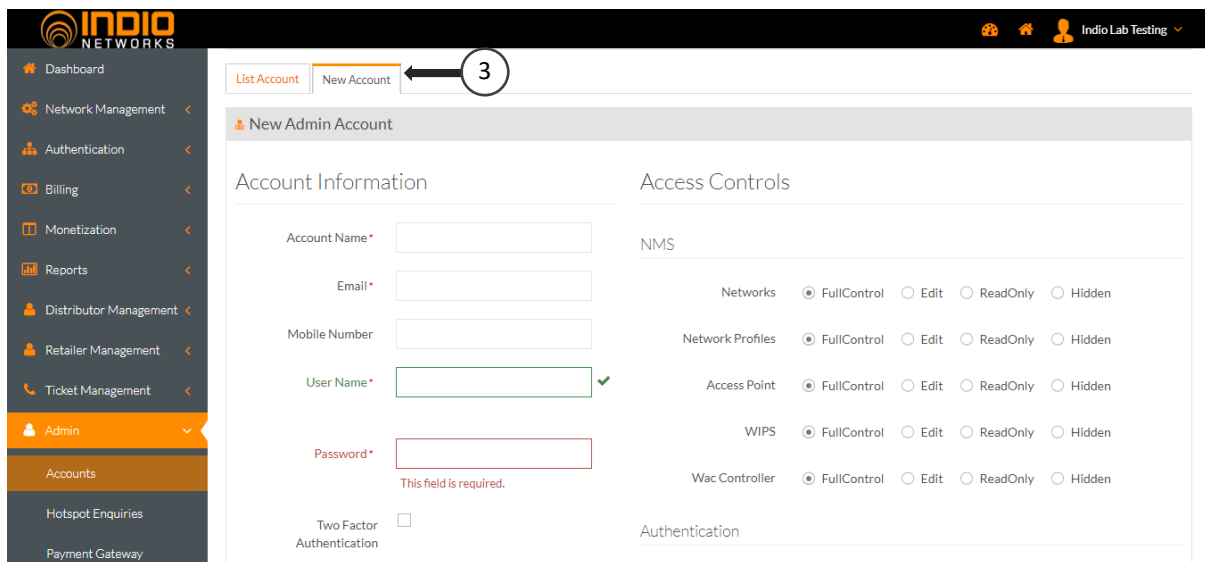 INDIO
NETWORKS
Indio Lab Testing
Dashboard
Network Management
Authentication
Billing
Monetization
Reports
Distributor Management
Retailer Management
Ticket Management
Admin
Accounts
Hotspot Enquiries
Payment Gateway
List Account
New Account
3
New Admin Account
Account Information
Account Name*
Email*
Mobile Number
User Name*
Password*
This field is required.
Two Factor
Authentication
Access Controls
NMS
Networks FullControl Edit ReadOnly Hidden
Network Profiles FullControl Edit ReadOnly Hidden
Access Point FullControl Edit ReadOnly Hidden
WIPS FullControl Edit ReadOnly Hidden
Wac Controller FullControl Edit ReadOnly Hidden
Authentication